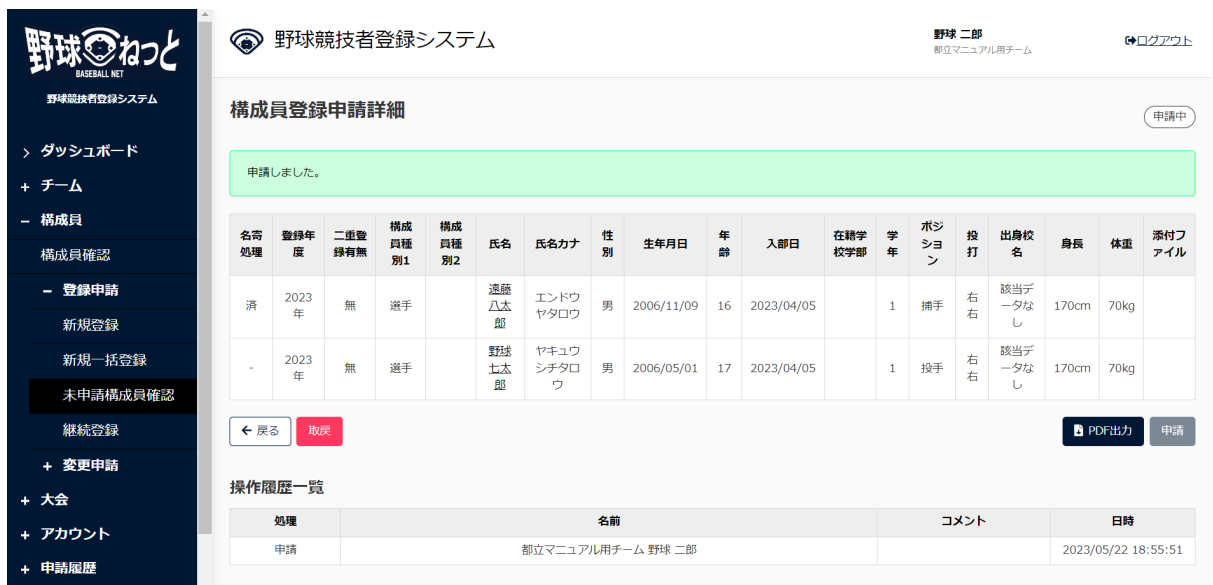 野球ねっと
BASEBALL NET
野球競技者登録システム
> ダッシュボード
+ チーム
− 構成員
構成員確認
− 登録申請
新規登録
新規一括登録
未申請構成員確認
継続登録
+ 変更申請
+ 大会
+ アカウント
+ 申請履歴
野球競技者登録システム
野球 二郎
都立マニュアル用チーム
ログアウト
構成員登録申請詳細
申請中
申請しました。
名寄処理 登録年度 二重登録有無 構成員種別1 構成員種別2 氏名 氏名カナ 性別 生年月日 年齢 入部日 在籍学校学部 学年 ポジション 投打 出身校名 身長 体重 添付ファイル
済 2023年 無 選手 遠藤八太郎 エンドウヤタロウ 男 2006/11/09 16 2023/04/05 1 捕手 右右 該当データなし 170cm 70kg
- 2023年 無 選手 野球七太郎 ヤキュウシチタロウ 男 2006/05/01 17 2023/04/05 1 投手 右右 該当データなし 170cm 70kg
← 戻る 取戻 PDF出力 申請
操作履歴一覧
処理 名前 コメント 日時
申請 都立マニュアル用チーム 野球 二郎 2023/05/22 18:55:51